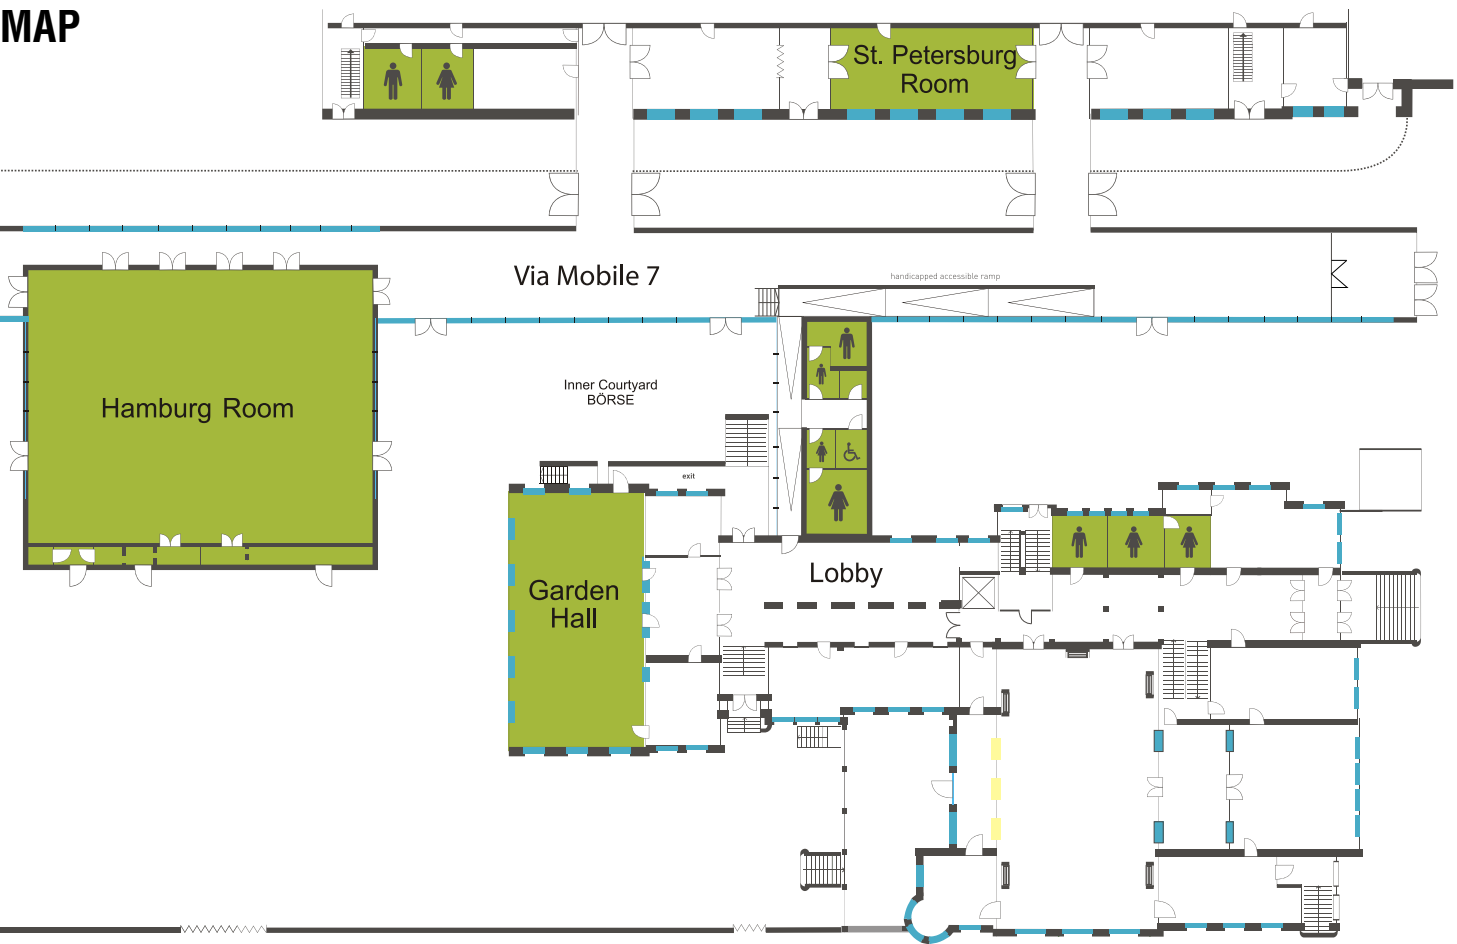 MAP
St. Petersburg
Room
Via Mobile 7
handicapped accessible ramp
Inner Courtyard
BÖRSE
Hamburg Room
exit
Lobby
Garden
Hall